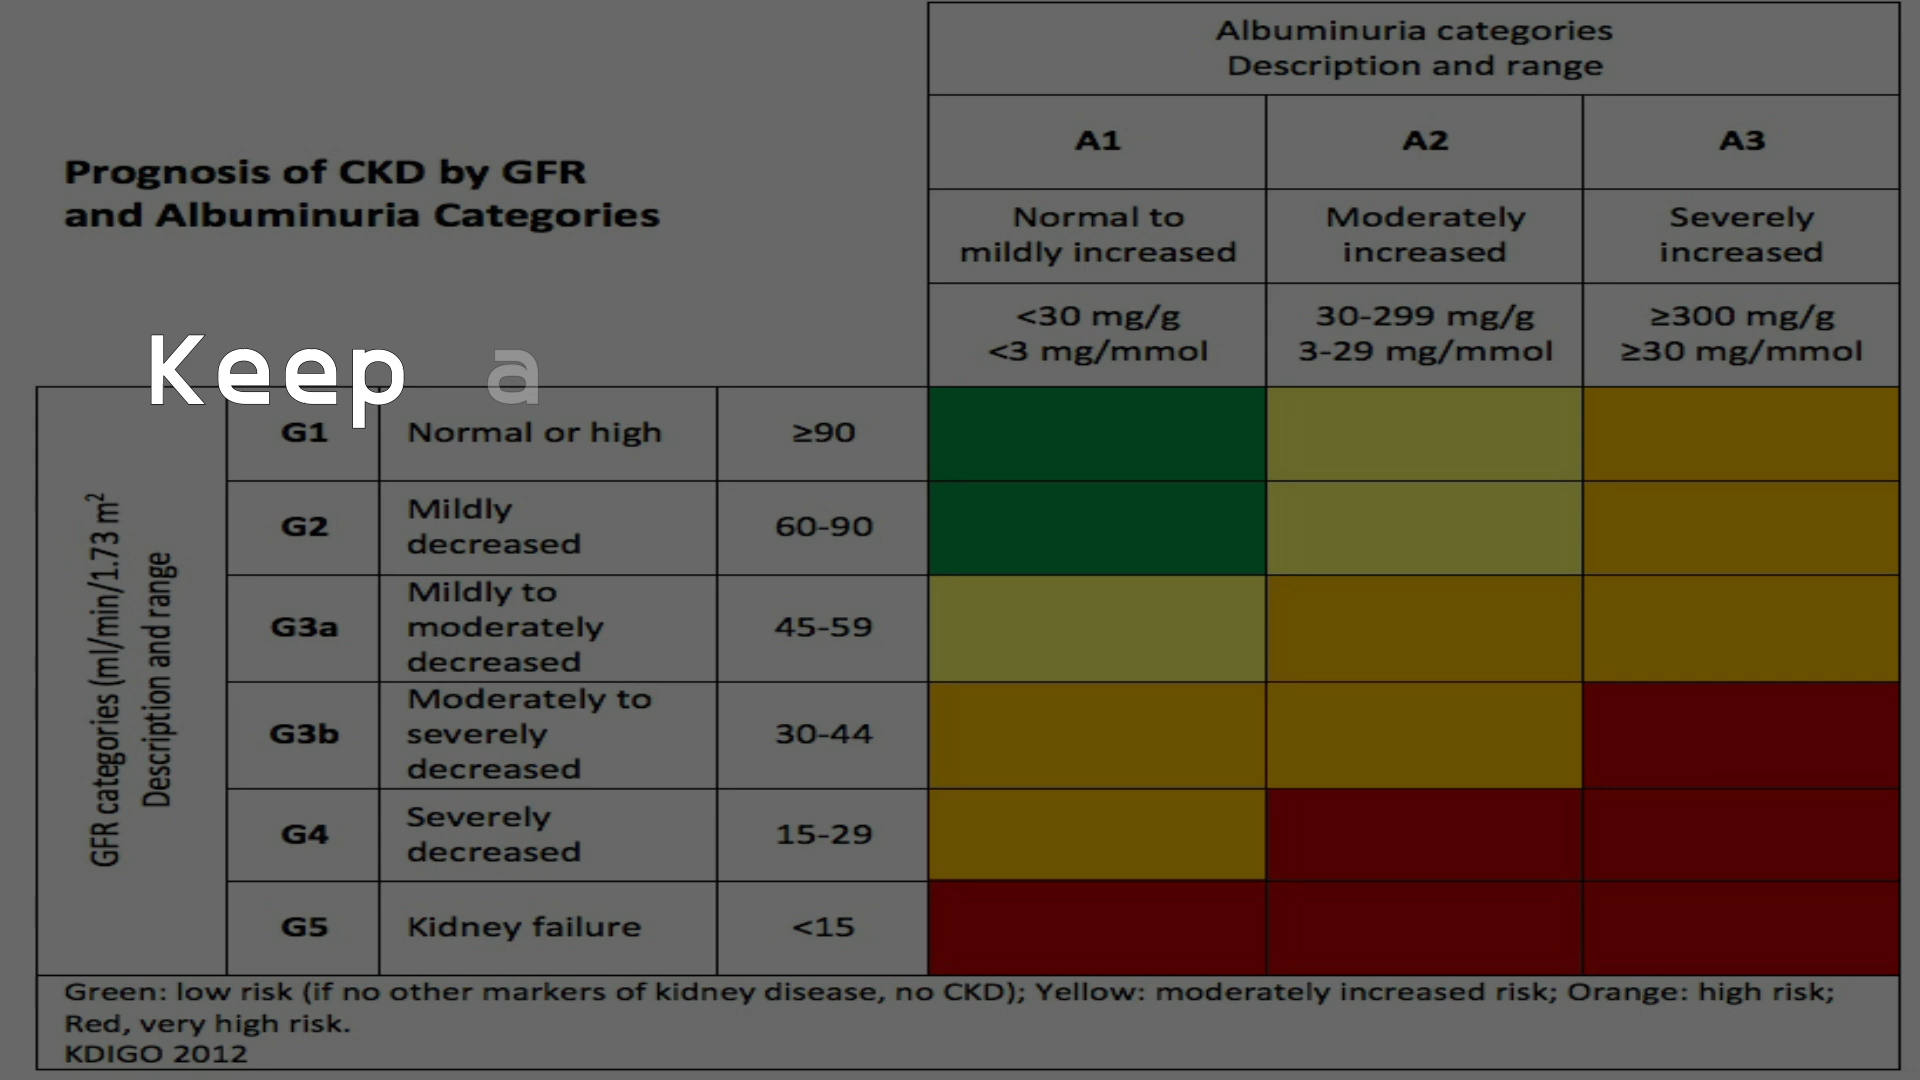 Albuminuria categories
Description and range
A1 A2 A3
Prognosis of CKD by GFR
and Albuminuria Categories
Normal to
mildly increased
Moderately
increased
Severely
increased
<30 mg/g
<3 mg/mmol
30-299 mg/g
3-29 mg/mmol
≥300 mg/g
≥30 mg/mmol
Keep a
GFR categories (ml/min/1.73 m²
Description and range
G1 Normal or high ≥90
G2 Mildly
decreased 60-90
G3a Mildly to
moderately
decreased 45-59
G3b Moderately to
severely
decreased 30-44
G4 Severely
decreased 15-29
G5 Kidney failure <15
Green: low risk (if no other markers of kidney disease, no CKD); Yellow: moderately increased risk; Orange: high risk;
Red, very high risk.
KDIGO 2012